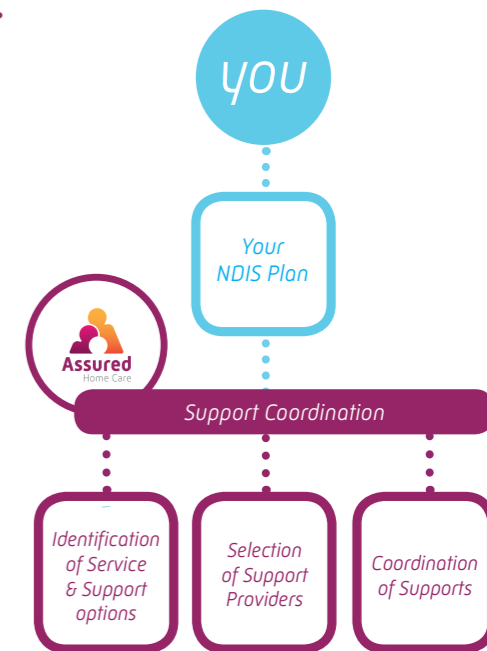 you
Your
NDIS Plan
Assured
Home Care
Support Coordination
Identification
of Service
& Support
options
Selection
of Support
Providers
Coordination
of Supports